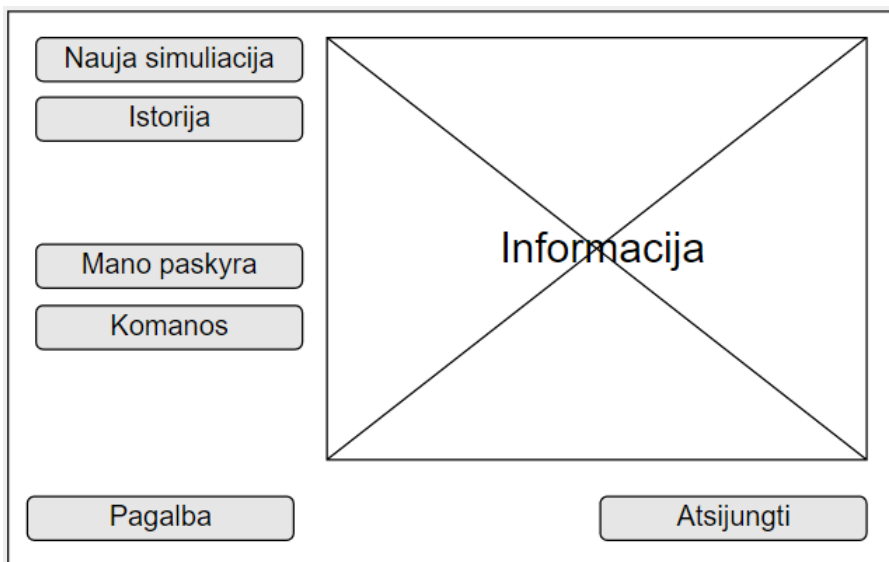 Nauja simuliacija
Istorija
Mano paskyra
Komanos
Informacija
Pagalba
Atsijungti